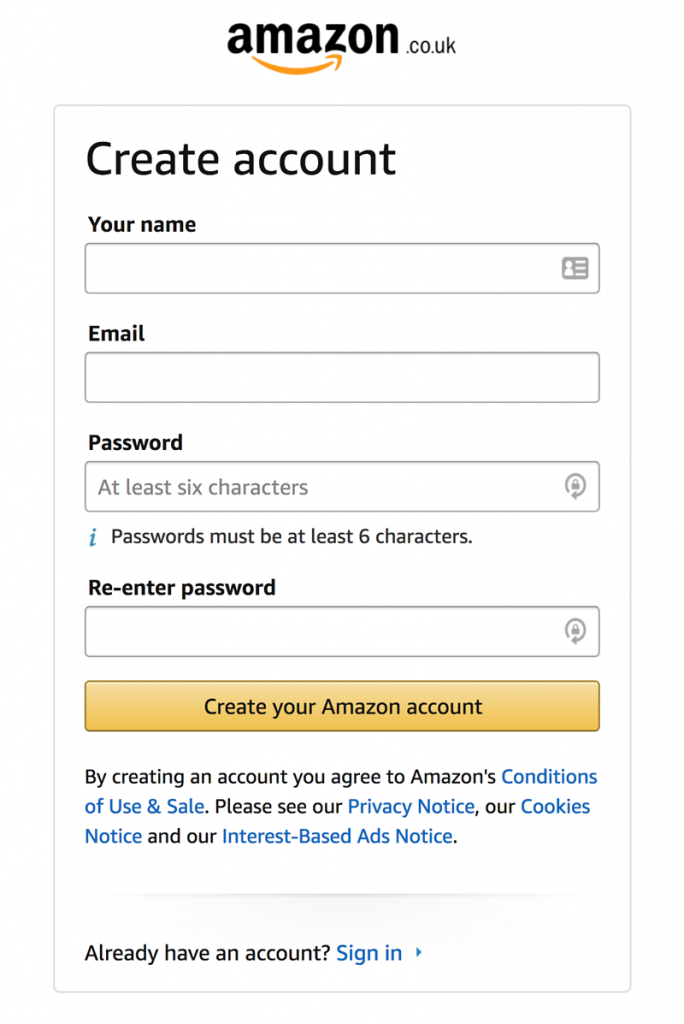 amazon.co.uk
Create account
Your name
Email
Password
At least six characters
i Passwords must be at least 6 characters.
Re-enter password
Create your Amazon account
By creating an account you agree to Amazon's Conditions
of Use & Sale. Please see our Privacy Notice, our Cookies
Notice and our Interest-Based Ads Notice.
Already have an account? Sign in